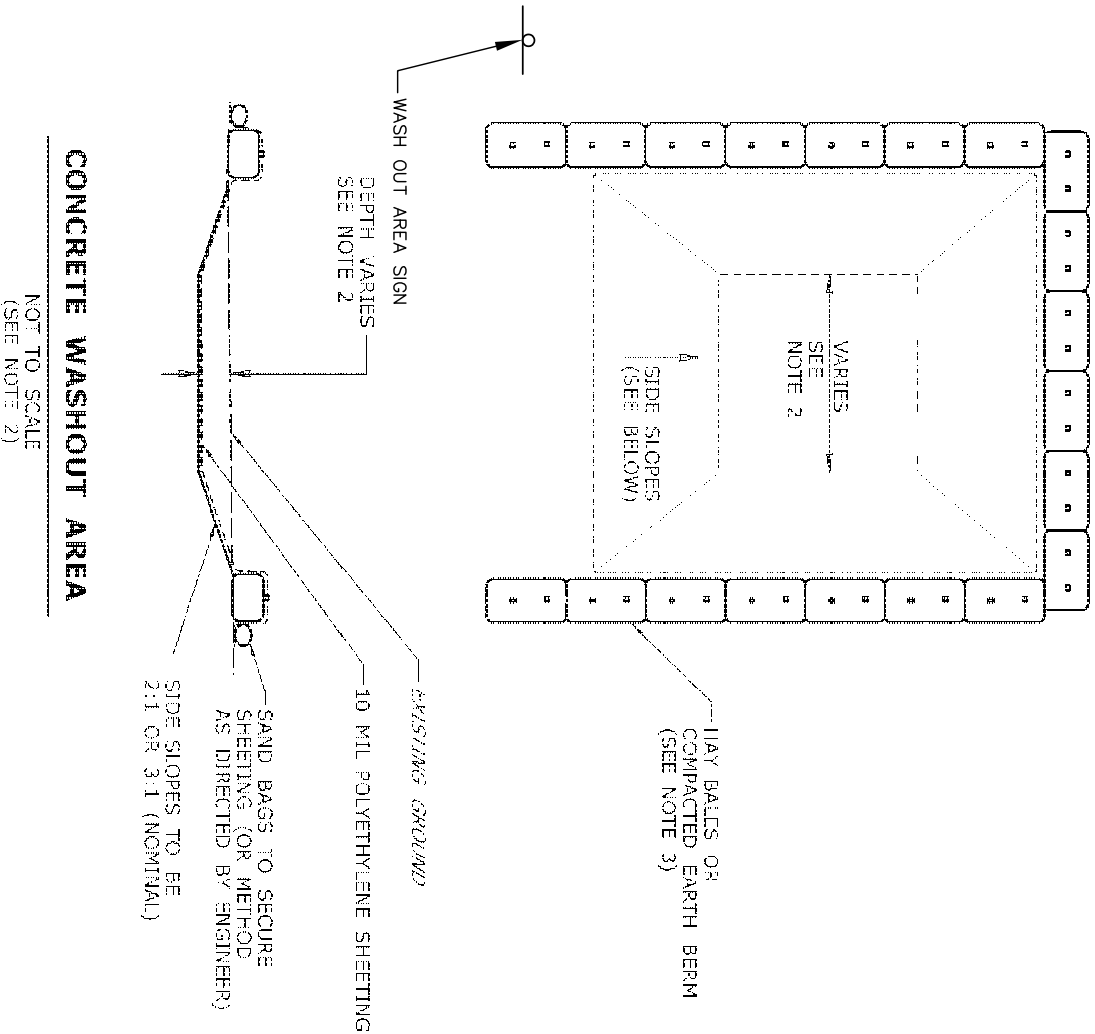 WASH OUT AREA SIGN
VARIES
SEE
NOTE 2
SIDE SLOPES
(SEE BELOW)
HAY BALES OR
COMPACTED EARTH BERM
(SEE NOTE 3)
DEPTH VARIES
SEE NOTE 2
EXISTING GROUND
10 MIL POLYETHYLENE SHEETING
SAND BAGS TO SECURE
SHEETING (OR METHOD
AS DIRECTED BY ENGINEER)
SIDE SLOPES TO BE
2:1 OR 3:1 (NOMINAL)
CONCRETE WASHOUT AREA
NOT TO SCALE
(SEE NOTE 2)